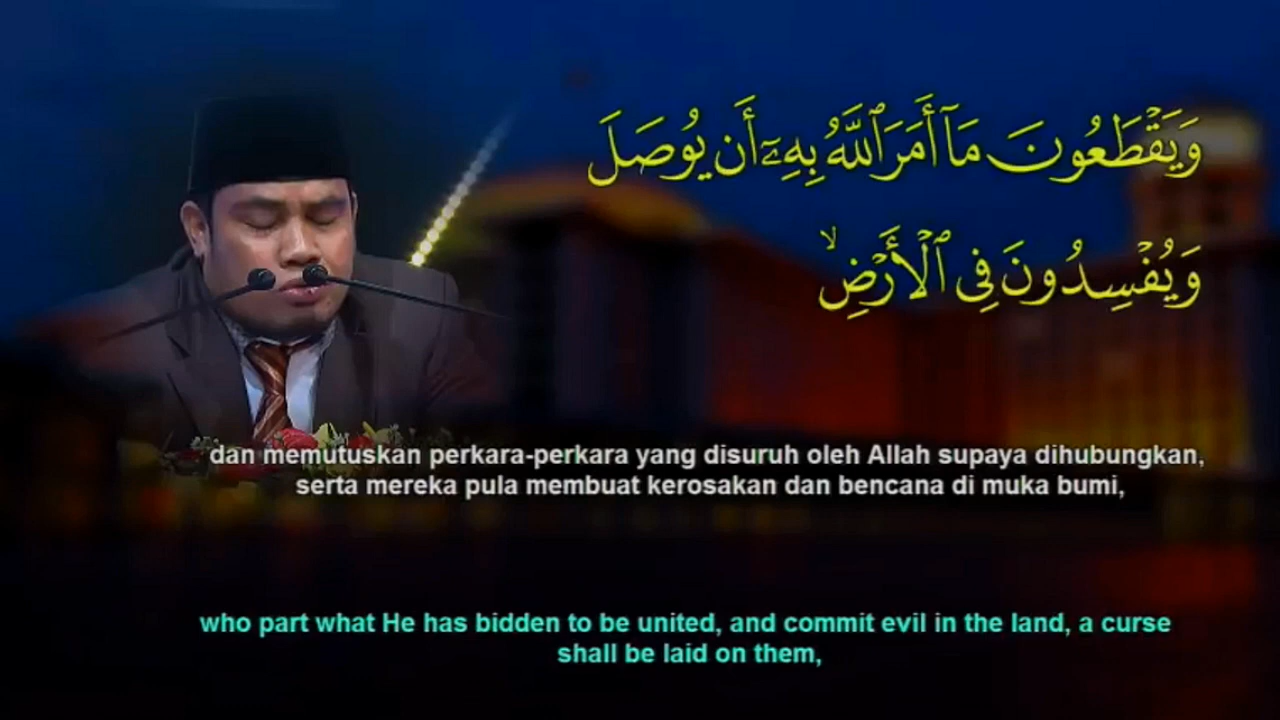 وَيَقْطَعُونَ مَآ أَمَرَ ٱللَّهُ بِهِۦٓ أَن يُوصَلَ
وَيُفْسِدُونَ فِى ٱلْأَرْضِ ۙ
dan memutuskan perkara-perkara yang disuruh oleh Allah supaya dihubungkan,
serta mereka pula membuat kerosakan dan bencana di muka bumi,
who part what He has bidden to be united, and commit evil in the land, a curse
shall be laid on them,